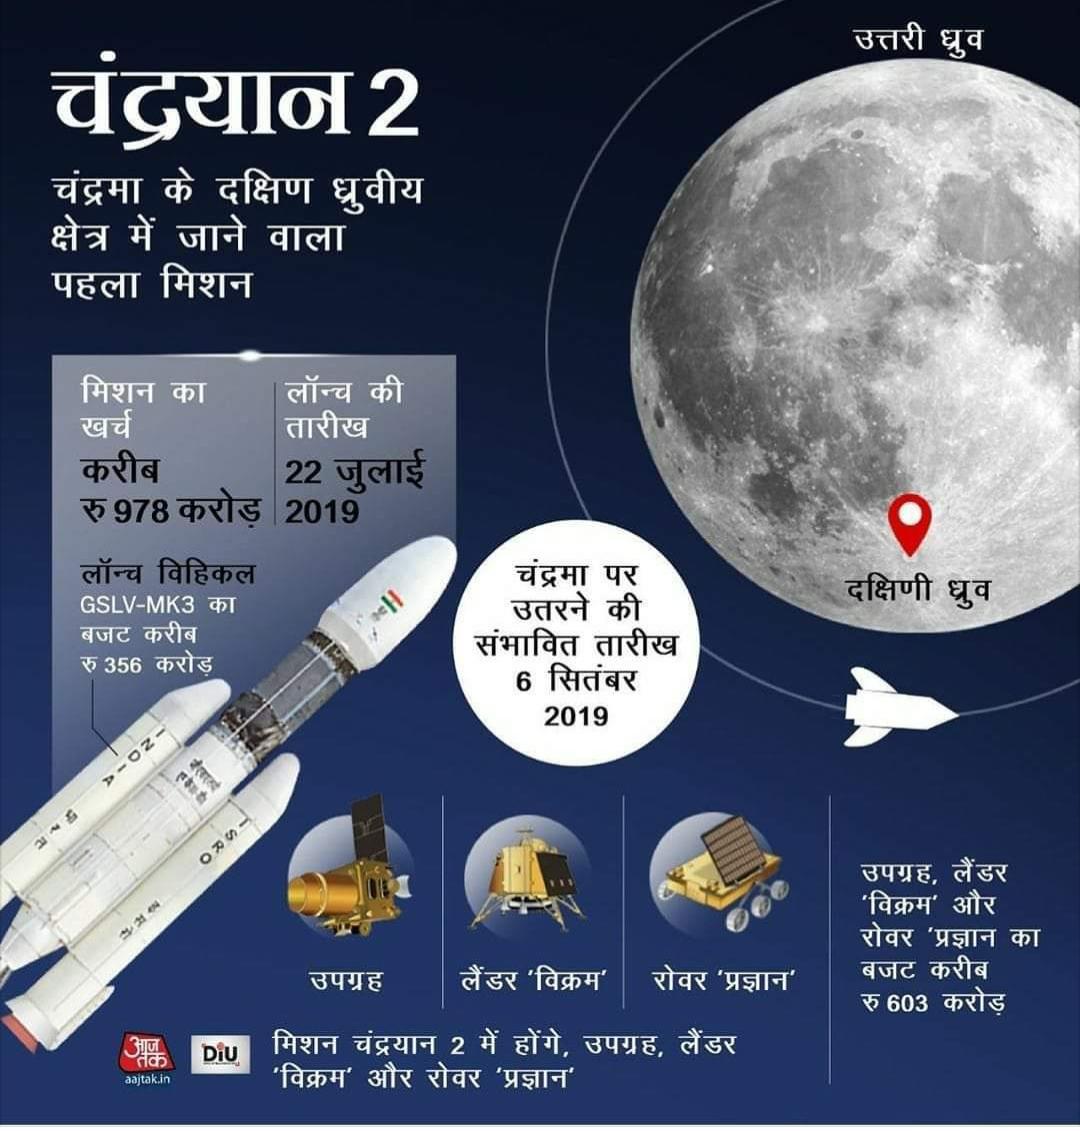 उत्तरी ध्रुव
चंद्रयान 2
चंद्रमा के दक्षिण ध्रुवीय
क्षेत्र में जाने वाला
पहला मिशन
मिशन का
खर्च
करीब
रु 978 करोड़
लॉन्च की
तारीख
22 जुलाई
2019
लॉन्च विहिकल
GSLV-MK3 का
बजट करीब
रु 356 करोड़
चंद्रमा पर
उतरने की
संभावित तारीख
6 सितंबर
2019
दक्षिणी ध्रुव
INDIA
भारत
ISRO
उपग्रह
लैंडर 'विक्रम'
रोवर 'प्रज्ञान'
उपग्रह, लैंडर
'विक्रम' और
रोवर 'प्रज्ञान का
बजट करीब
रु 603 करोड़
आज
तक
aajtak.in
DiU
मिशन चंद्रयान 2 में होंगे, उपग्रह, लैंडर
'विक्रम' और रोवर 'प्रज्ञान'